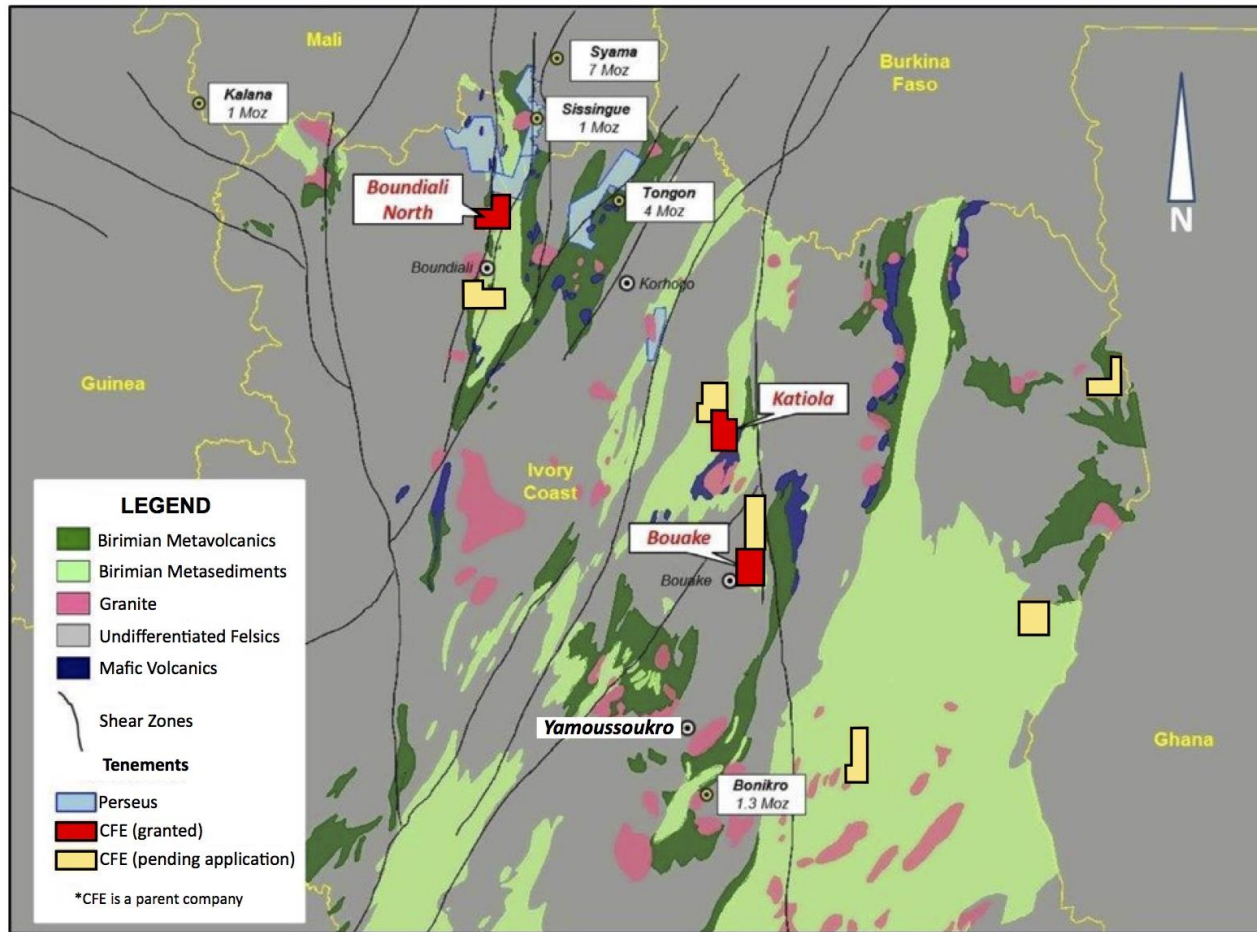 Mali
Syama
7 Moz
Burkina
Faso
Kalana
1 Moz
Sissingue
1 Moz
Boundiali
North
Tongon
4 Moz
N
Boundiali
Korhogo
Guinea
Katiola
Ivory
Coast
Bouake
Bouake
Yamoussoukro
Ghana
Bonikro
1.3 Moz
LEGEND
Birimian Metavolcanics
Birimian Metasediments
Granite
Undifferentiated Felsics
Mafic Volcanics
Shear Zones
Tenements
Perseus
CFE (granted)
CFE (pending application)
*CFE is a parent company